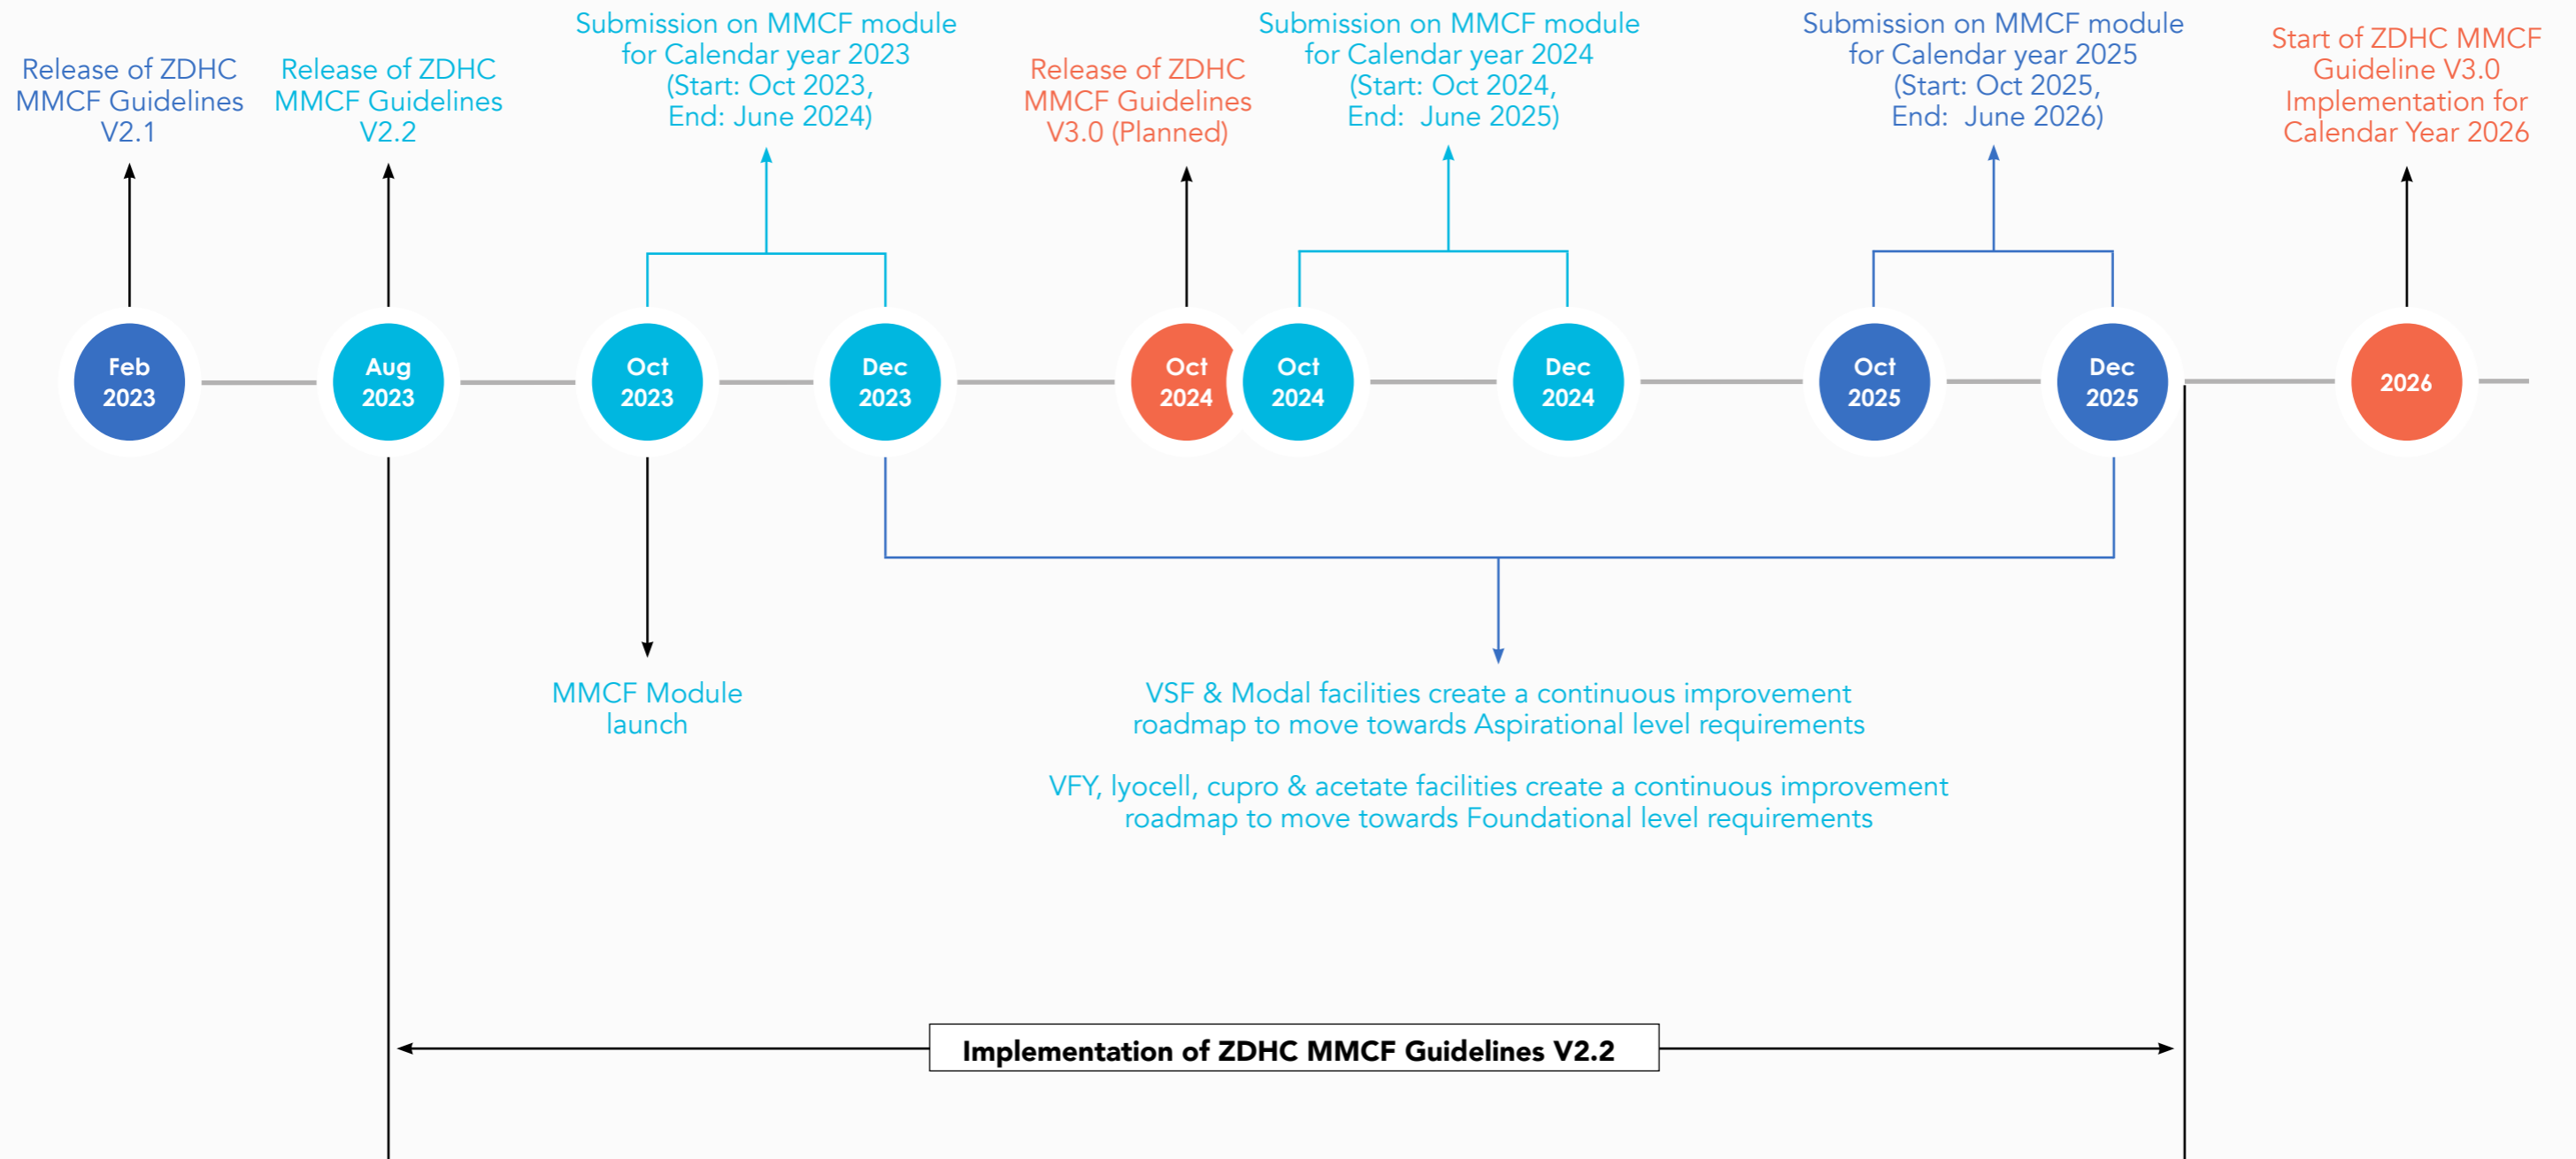 Release of ZDHC
MMCF Guidelines
V2.1
Release of ZDHC
MMCF Guidelines
V2.2
Submission on MMCF module
for Calendar year 2023
(Start: Oct 2023,
End: June 2024)
Release of ZDHC
MMCF Guidelines
V3.0 (Planned)
Submission on MMCF module
for Calendar year 2024
(Start: Oct 2024,
End: June 2025)
Submission on MMCF module
for Calendar year 2025
(Start: Oct 2025,
End: June 2026)
Start of ZDHC MMCF
Guideline V3.0
Implementation for
Calendar Year 2026
Feb
2023
Aug
2023
Oct
2023
Dec
2023
Oct
2024
Oct
2024
Dec
2024
Oct
2025
Dec
2025
2026
MMCF Module
launch
VSF & Modal facilities create a continuous improvement
roadmap to move towards Aspirational level requirements
VFY, lyocell, cupro & acetate facilities create a continuous improvement
roadmap to move towards Foundational level requirements
Implementation of ZDHC MMCF Guidelines V2.2